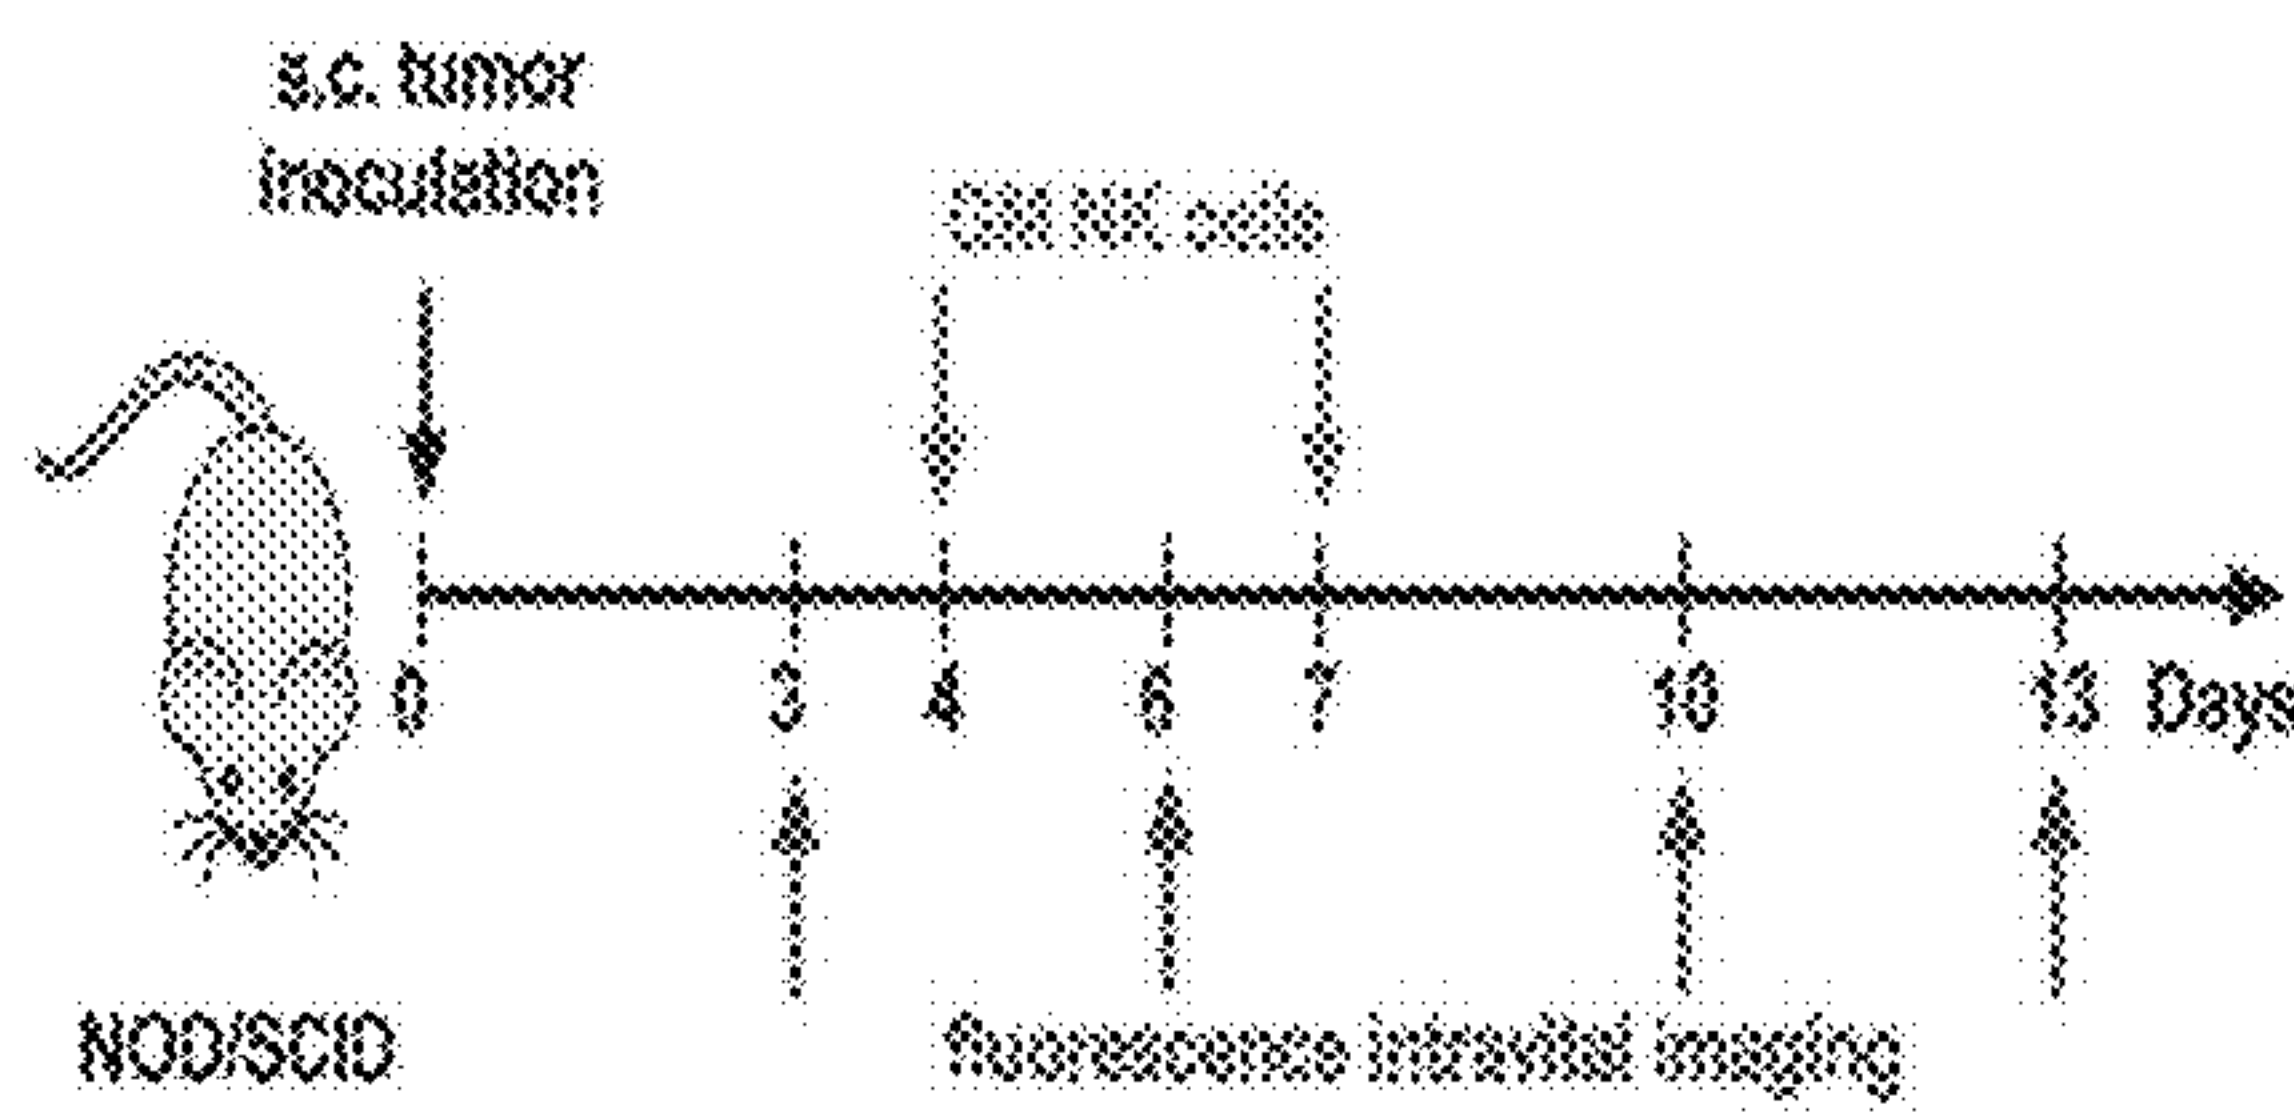 s.c. tumor
inoculation
NK cells
0 3 4 6 7 10 13 Days
NOD/SCID
fluorescence intravital imaging